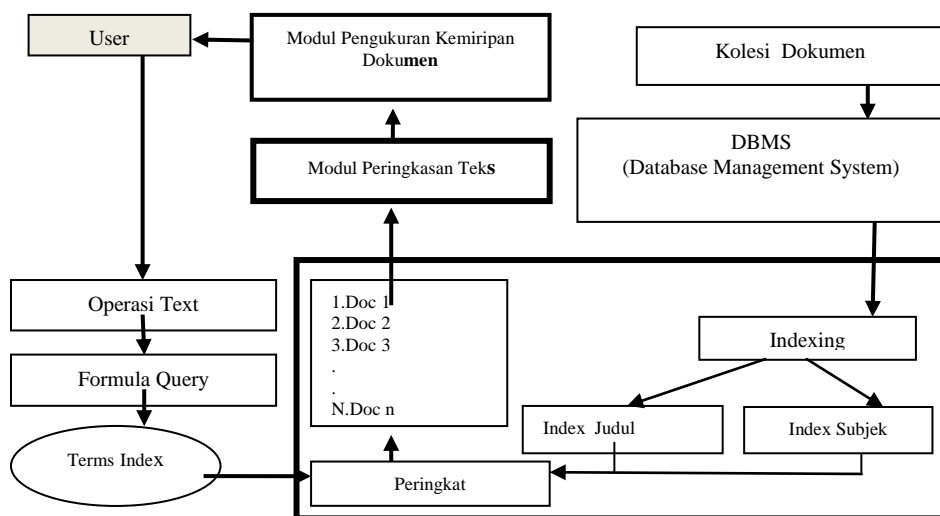 User
Modul Pengukuran Kemiripan
Dokumen
Kolesi Dokumen
DBMS
(Database Management System)
Modul Peringkasan Teks
Operasi Text
Formula Query
Terms Index
1.Doc 1
2.Doc 2
3.Doc 3
.
.
N.Doc n
Indexing
Index Judul
Index Subjek
Peringkat